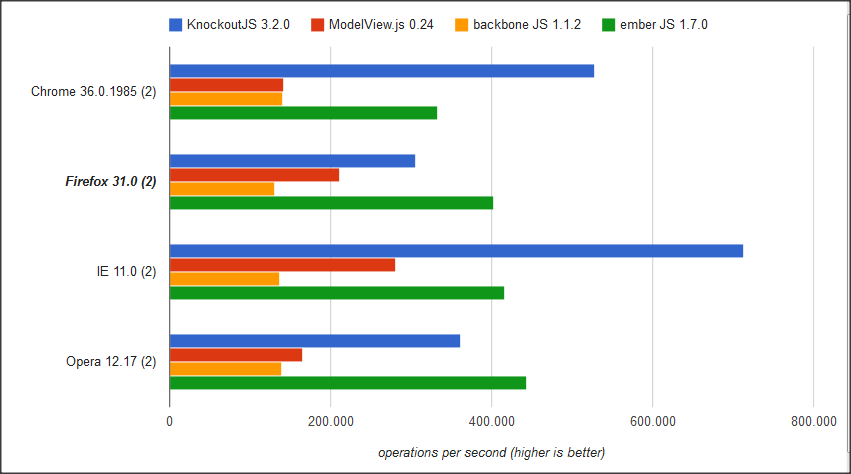 KnockoutJS 3.2.0 ModelView.js 0.24 backbone JS 1.1.2 ember JS 1.7.0
Chrome 36.0.1985 (2)
Firefox 31.0 (2)
IE 11.0 (2)
Opera 12.17 (2)
0 200.000 400.000 600.000 800.000
operations per second (higher is better)